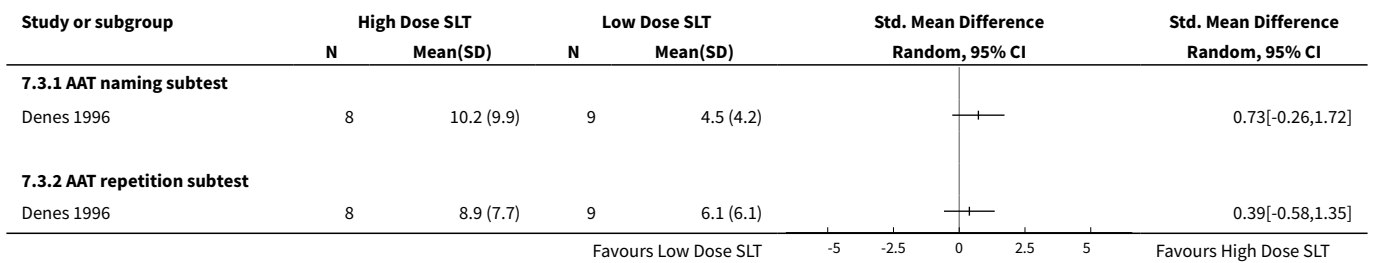 Study or subgroup High Dose SLT Low Dose SLT Std. Mean Difference Std. Mean Difference
N Mean(SD) N Mean(SD) Random, 95% CI Random, 95% CI
7.3.1 AAT naming subtest
Denes 1996 8 10.2 (9.9) 9 4.5 (4.2) 0.73[-0.26,1.72]
7.3.2 AAT repetition subtest
Denes 1996 8 8.9 (7.7) 9 6.1 (6.1) 0.39[-0.58,1.35]
Favours Low Dose SLT -5 -2.5 0 2.5 5 Favours High Dose SLT